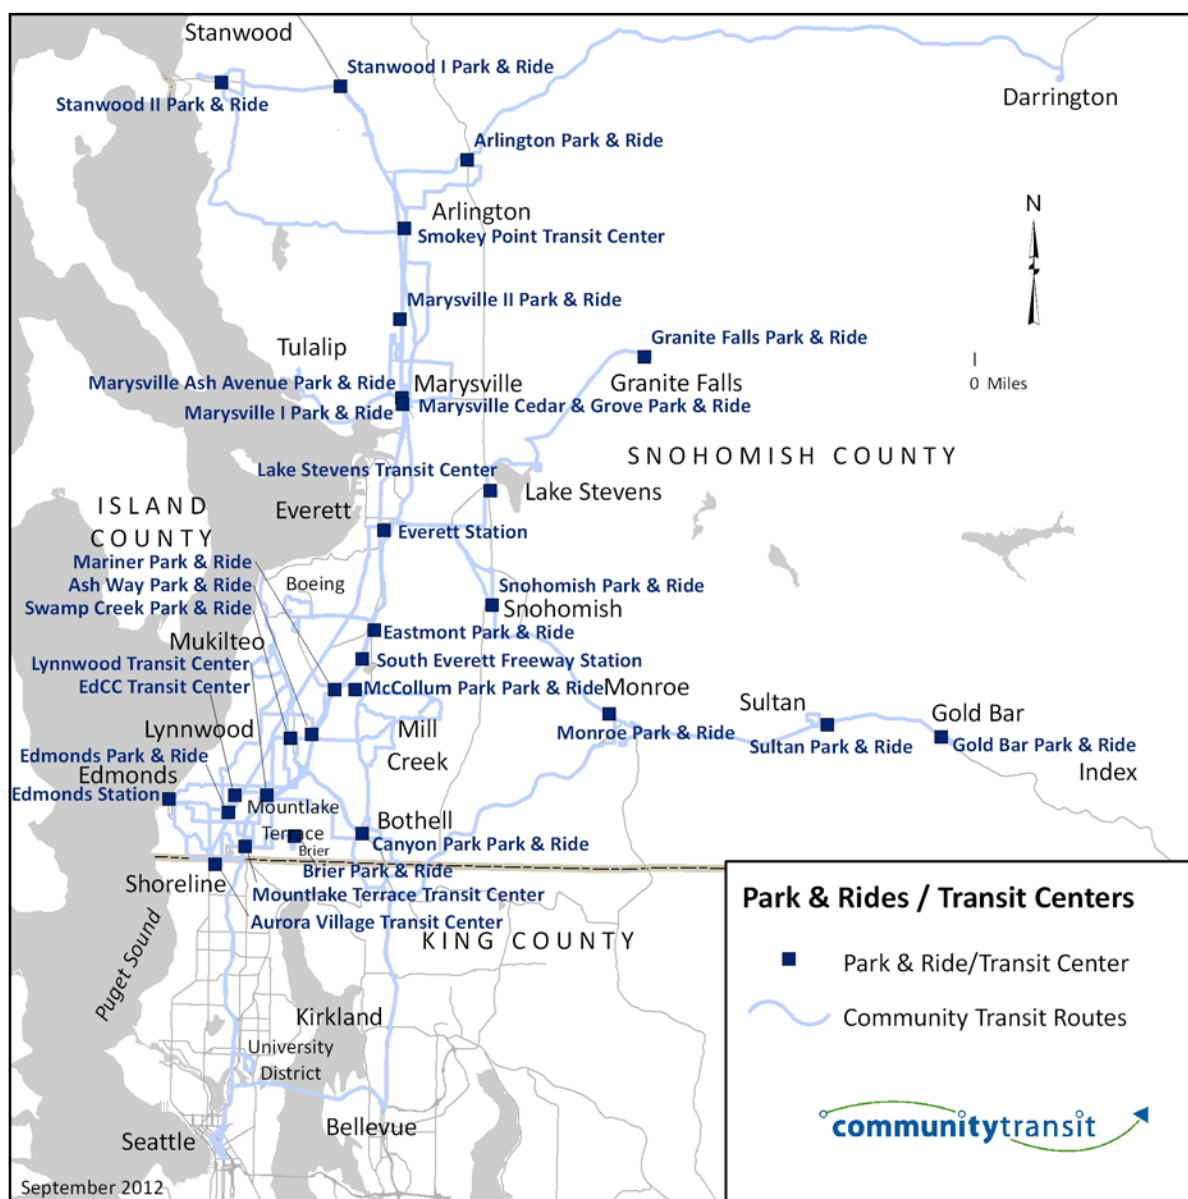 Stanwood
Stanwood I Park & Ride
Stanwood II Park & Ride
Darrington
Arlington Park & Ride
N
Arlington
Smokey Point Transit Center
Marysville II Park & Ride
Granite Falls Park & Ride
Tulalip
0 Miles
Marysville Ash Avenue Park & Ride
Marysville
Granite Falls
Marysville I Park & Ride
Marysville Cedar & Grove Park & Ride
SNOHOMISH COUNTY
Lake Stevens Transit Center
Lake Stevens
ISLAND
COUNTY
Everett
Everett Station
Mariner Park & Ride
Ash Way Park & Ride
Swamp Creek Park & Ride
Boeing
Snohomish Park & Ride
Snohomish
Eastmont Park & Ride
Mukilteo
South Everett Freeway Station
Lynnwood Transit Center
EdCC Transit Center
McCollum Park Park & Ride
Monroe
Sultan
Gold Bar
Lynnwood
Mill
Creek
Monroe Park & Ride
Sultan Park & Ride
Gold Bar Park & Ride
Index
Edmonds Park & Ride
Edmonds
Edmonds Station
Mountlake
Terrace
Brier
Bothell
Canyon Park Park & Ride
Brier Park & Ride
Shoreline
Mountlake Terrace Transit Center
Aurora Village Transit Center
KING COUNTY
Puget Sound
Kirkland
University
District
Bellevue
Seattle
September 2012
Park & Rides / Transit Centers
Park & Ride/Transit Center
Community Transit Routes
communitytransit